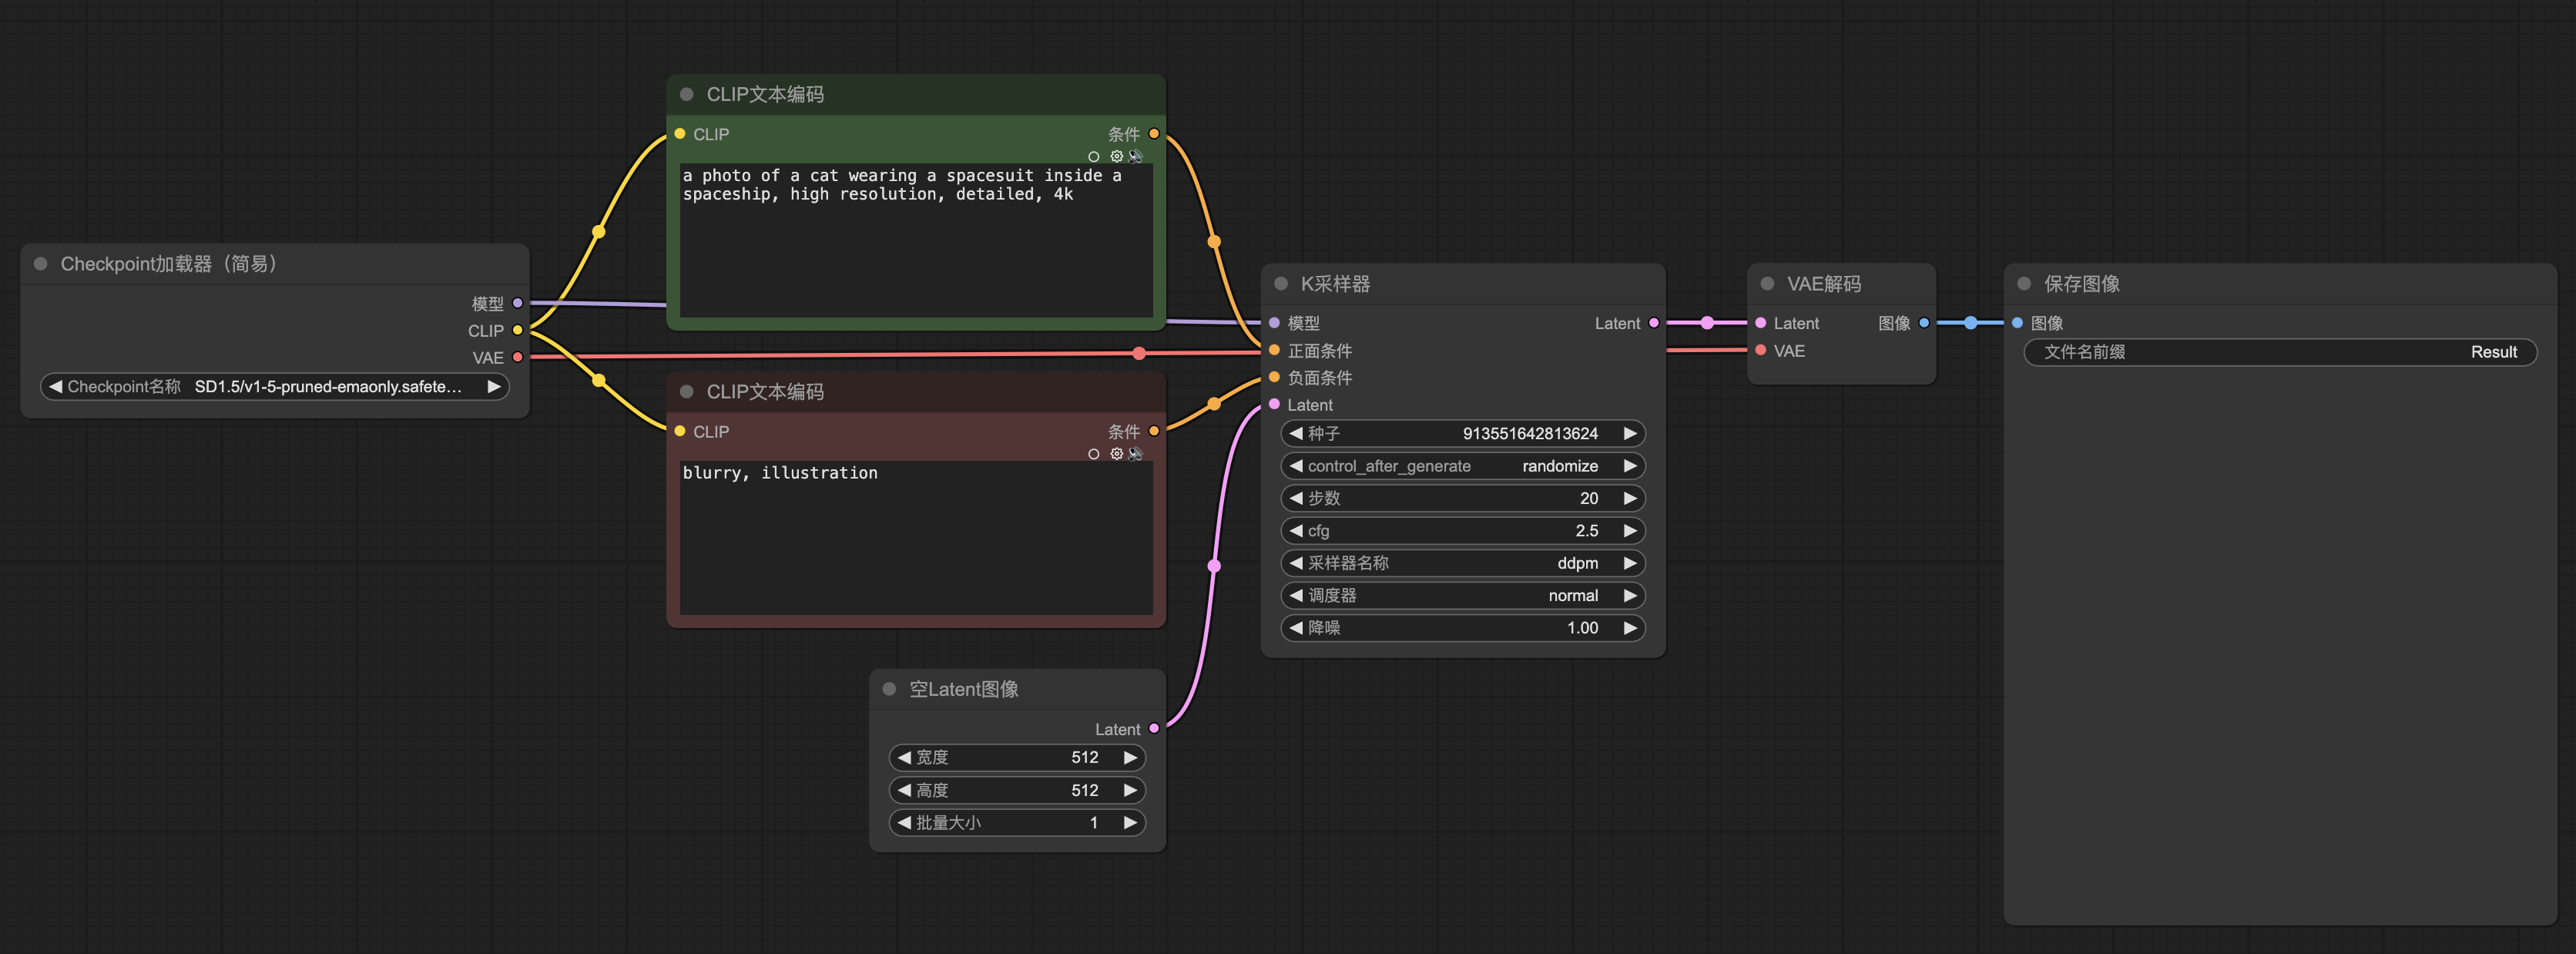 Checkpoint加载器（简易）
模型
CLIP
VAE
Checkpoint名称 SD1.5/v1-5-pruned-emaonly.safete...
CLIP文本编码
CLIP 条件
a photo of a cat wearing a spacesuit inside a
spaceship, high resolution, detailed, 4k
CLIP文本编码
CLIP 条件
blurry, illustration
空Latent图像
Latent
宽度 512
高度 512
批量大小 1
K采样器
模型 Latent
正面条件
负面条件
Latent
种子 913551642813624
control_after_generate randomize
步数 20
cfg 2.5
采样器名称 ddpm
调度器 normal
降噪 1.00
VAE解码
Latent 图像
VAE
保存图像
图像
文件名前缀 Result